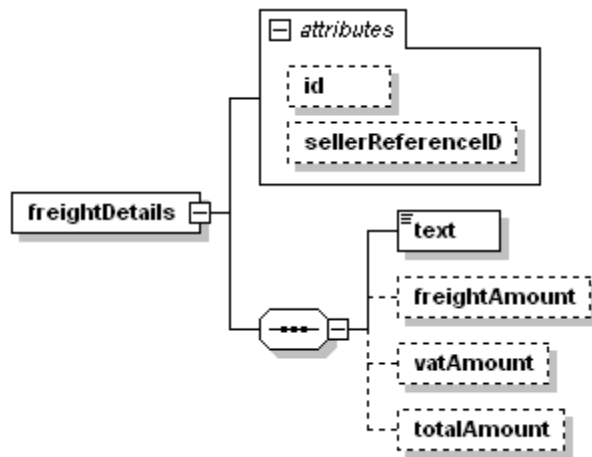 attributes
id
sellerReferenceID
freightDetails
text
freightAmount
vatAmount
totalAmount